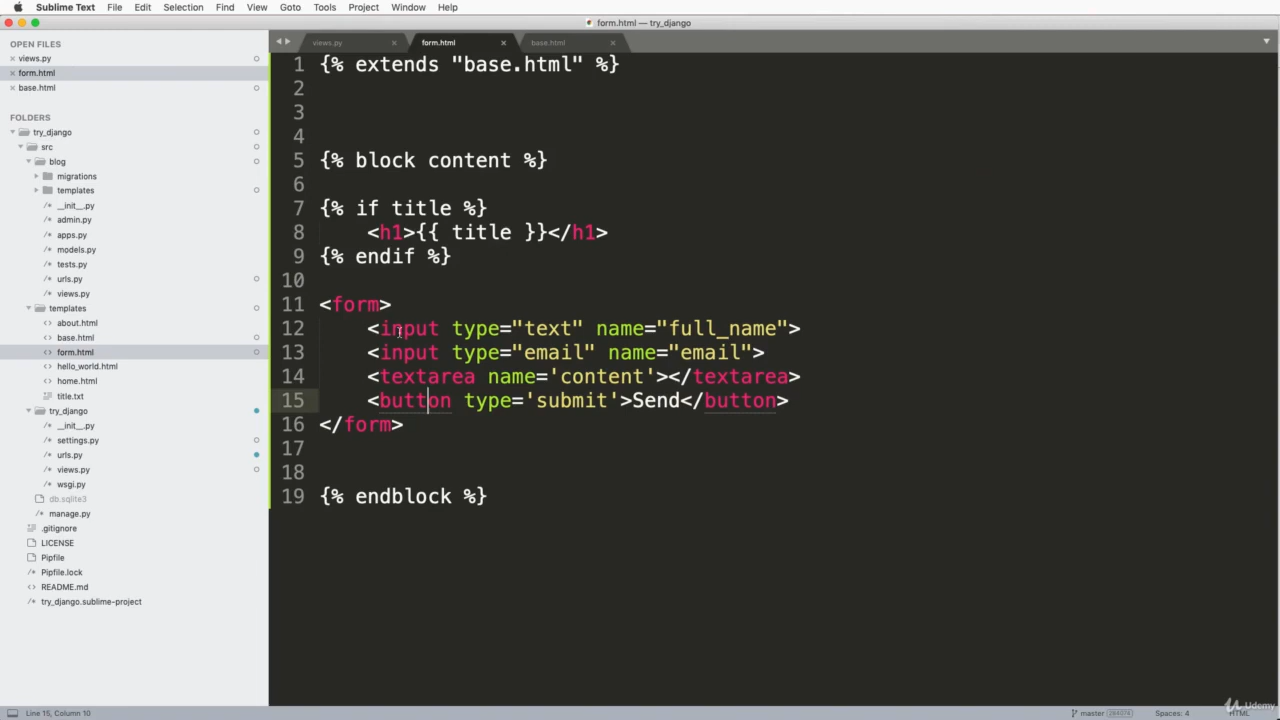 Sublime Text File Edit Selection Find View Goto Tools Project Window Help
form.html — try_django
OPEN FILES
views.py
form.html
base.html
FOLDERS
try_django
src
blog
migrations
templates
__init__.py
admin.py
apps.py
models.py
tests.py
urls.py
views.py
templates
about.html
base.html
form.html
hello_world.html
home.html
title.txt
try_django
__init__.py
settings.py
urls.py
views.py
wsgi.py
db.sqlite3
manage.py
.gitignore
LICENSE
Pipfile
Pipfile.lock
README.md
try_django.sublime-project
views.py form.html base.html
1 {% extends "base.html" %}
2
3
4
5 {% block content %}
6
7 {% if title %}
8 <h1>{{ title }}</h1>
9 {% endif %}
10
11 <form>
12 <input type="text" name="full_name">
13 <input type="email" name="email">
14 <textarea name='content'></textarea>
15 <button type='submit'>Send</button>
16 </form>
17
18
19 {% endblock %}
Line 15, Column 10
master
Spaces: 4
HTML
Udemy